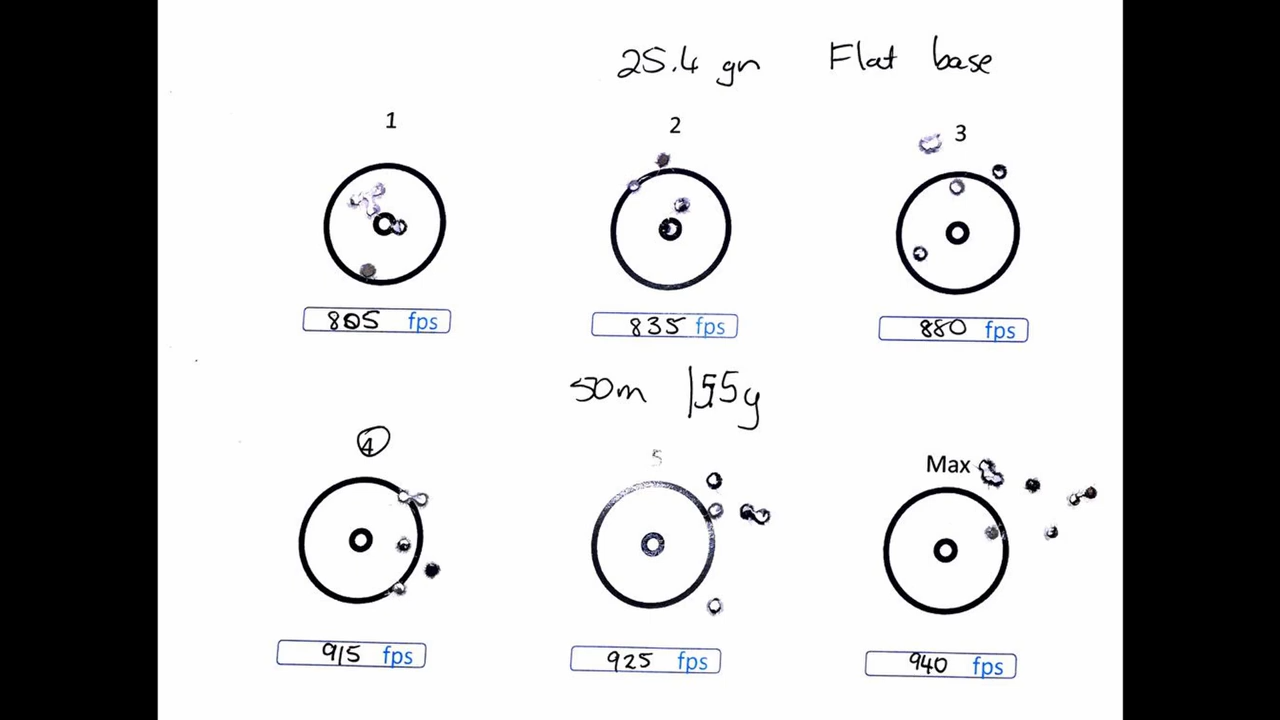 25.4 gn Flat base
1 2 3
805 fps 835 fps 880 fps
50m 55y
4 5 Max
915 fps 925 fps 940 fps